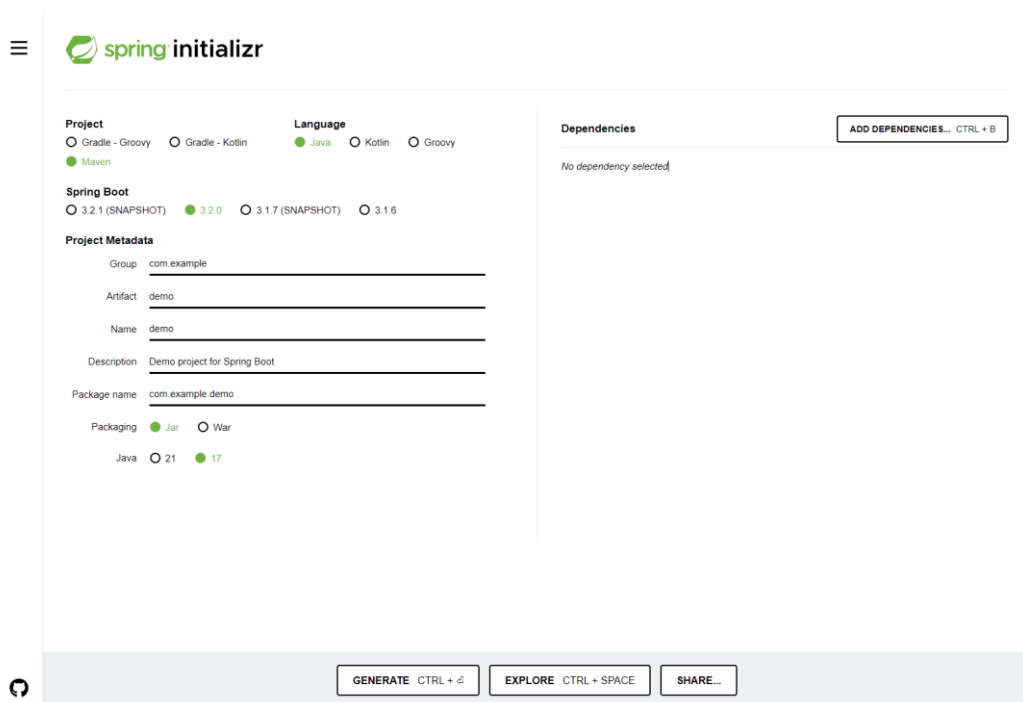 spring initializr
Project
Gradle - Groovy Gradle - Kotlin
Maven
Language
Java Kotlin Groovy
Spring Boot
3.2.1 (SNAPSHOT) 3.2.0 3.1.7 (SNAPSHOT) 3.1.6
Project Metadata
Group com.example
Artifact demo
Name demo
Description Demo project for Spring Boot
Package name com.example.demo
Packaging Jar War
Java 21 17
Dependencies
ADD DEPENDENCIES... CTRL + B
No dependency selected
GENERATE CTRL + ⏎
EXPLORE CTRL + SPACE
SHARE...